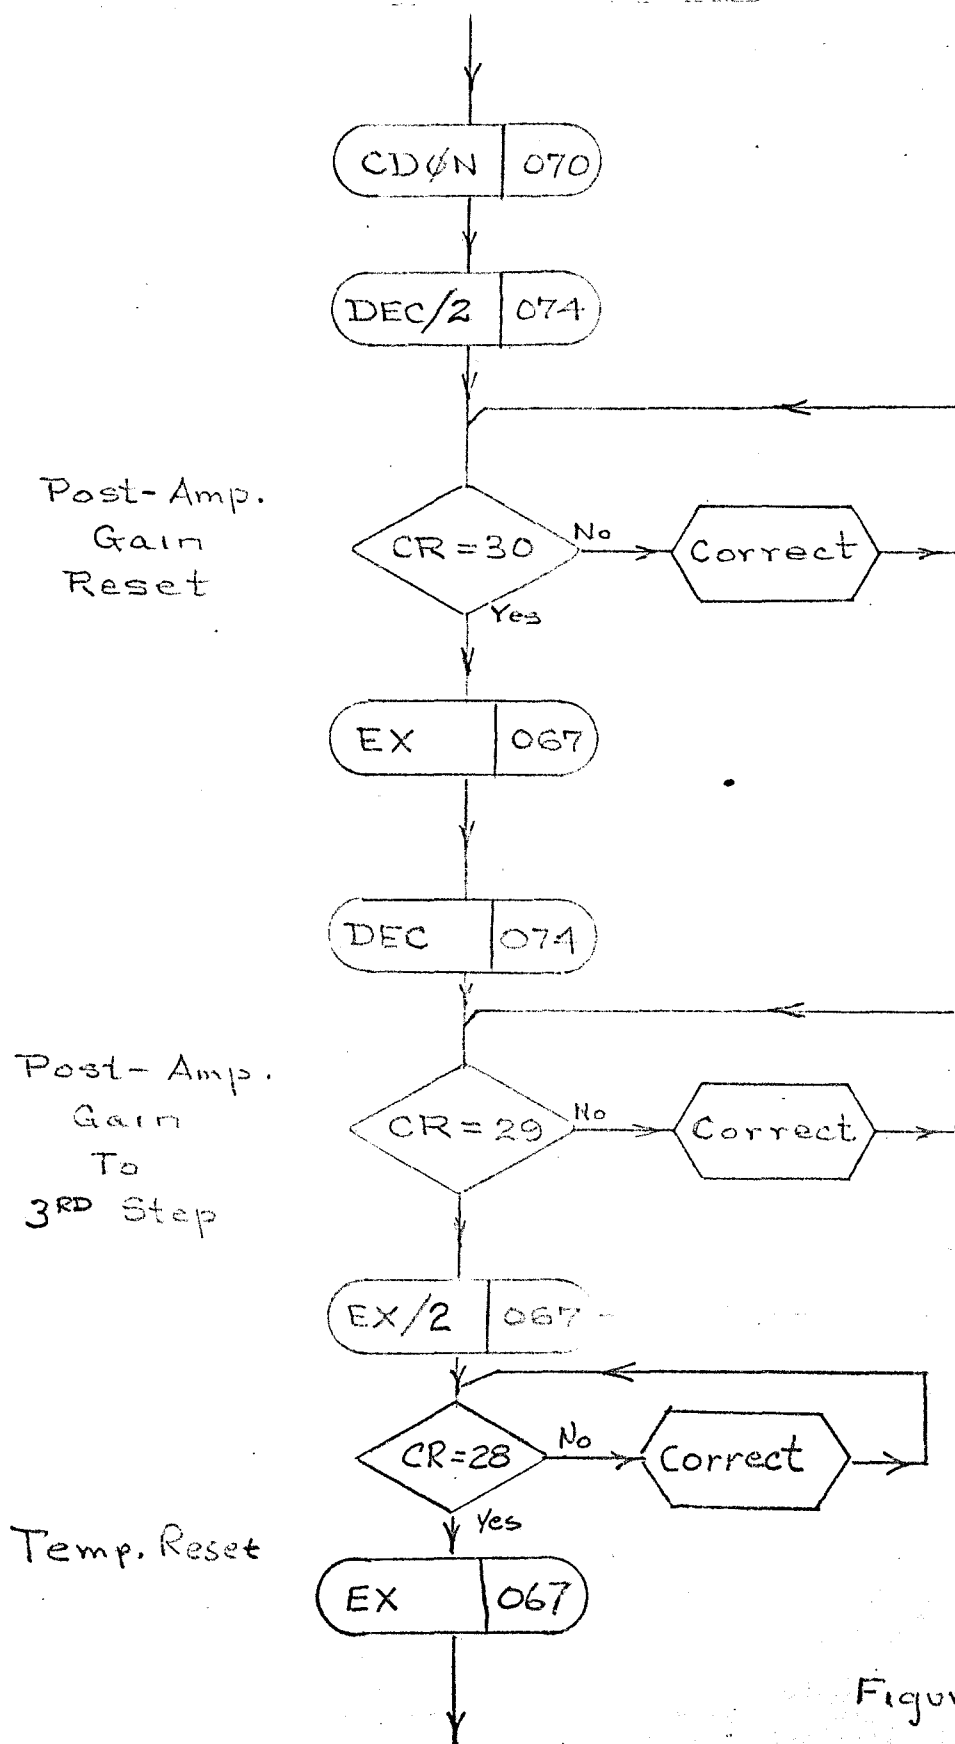 CDØN 070
DEC/2 074
Post-Amp.
Gain
Reset
CR=30
No
Correct
Yes
EX 067
DEC 074
Post-Amp.
Gain
To
3RD Step
CR=29
No
Correct
EX/2 067
CR=28
No
Correct
Yes
Temp. Reset
EX 067